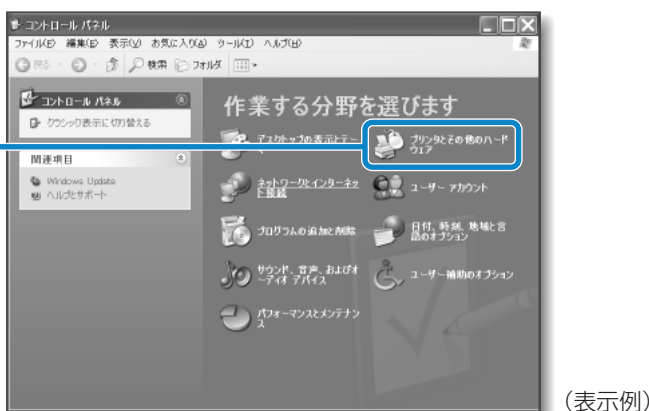 コントロール パネル
ファイル(F) 編集(E) 表示(V) お気に入り(A) ツール(T) ヘルプ(H)
戻る 検索 フォルダ
コントロール パネル
クラシック表示に切り替える
関連項目
Windows Update
ヘルプとサポート
作業する分野を選びます
デスクトップの表示とテーマ
プリンタとその他のハード
ウェア
ネットワークとインターネッ
ト接続
ユーザー アカウント
プログラムの追加と削除
日付、時刻、地域と言
語のオプション
サウンド、音声、およびオ
ーディオ デバイス
ユーザー補助のオプション
パフォーマンスとメンテナン
ス
(表示例)